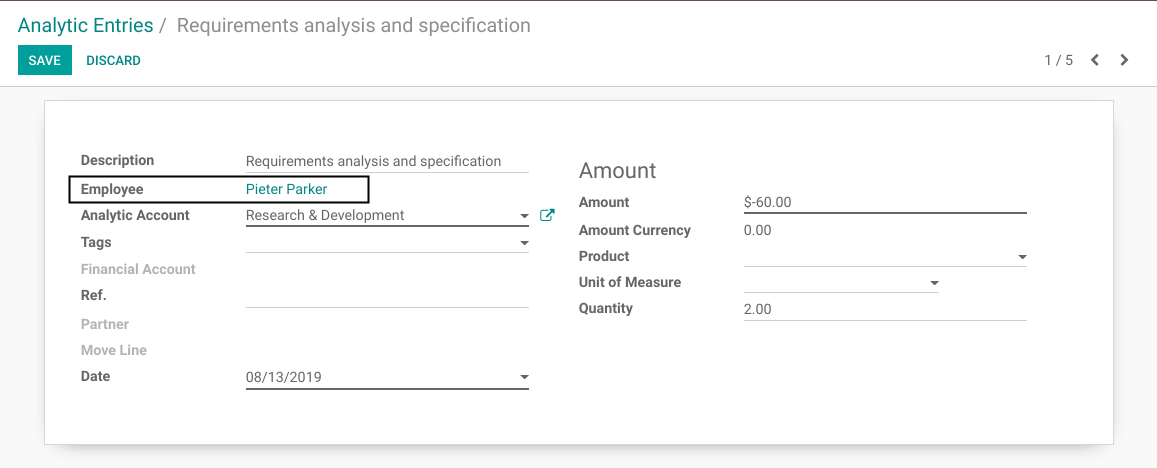 Analytic Entries / Requirements analysis and specification
SAVE DISCARD 1 / 5
Description Requirements analysis and specification
Employee Pieter Parker
Analytic Account Research & Development
Tags
Financial Account
Ref.
Partner
Move Line
Date 08/13/2019
Amount
Amount $-60.00
Amount Currency 0.00
Product
Unit of Measure
Quantity 2.00